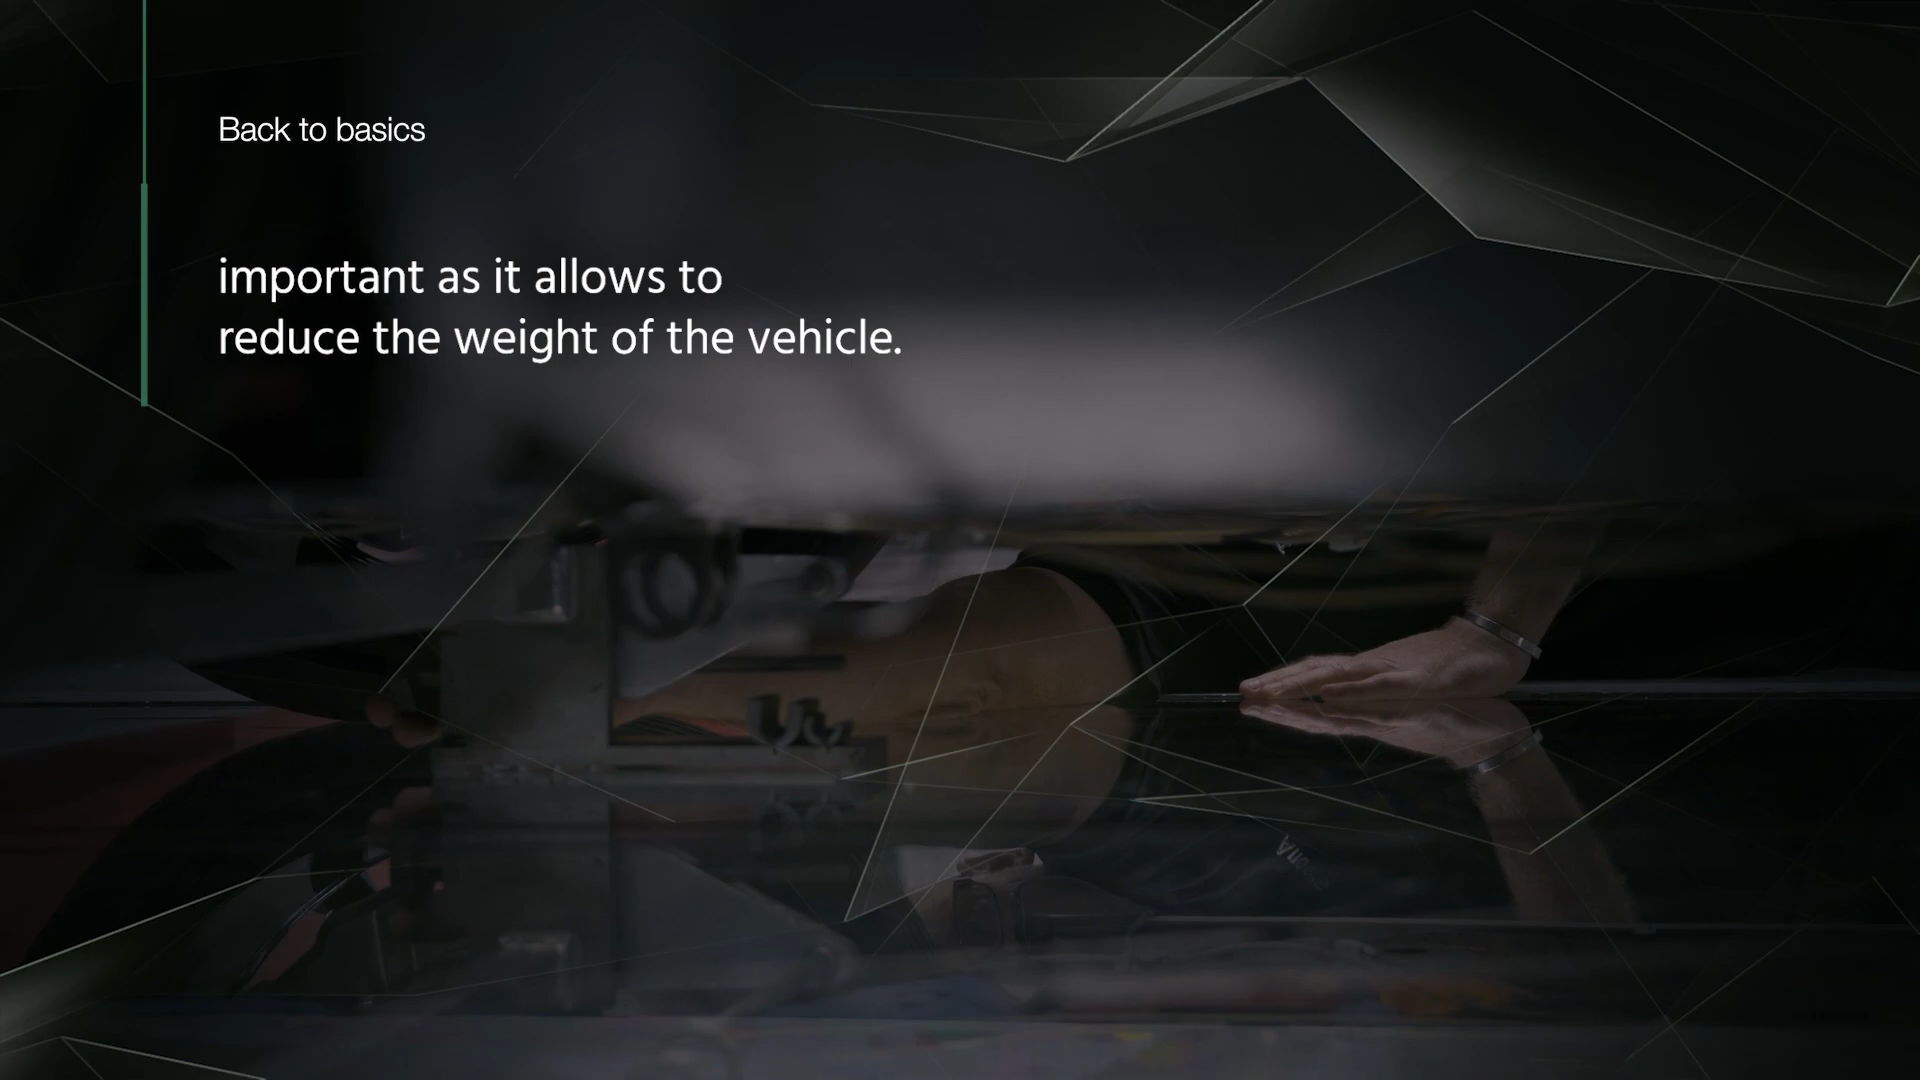 Back to basics
important as it allows to
reduce the weight of the vehicle.